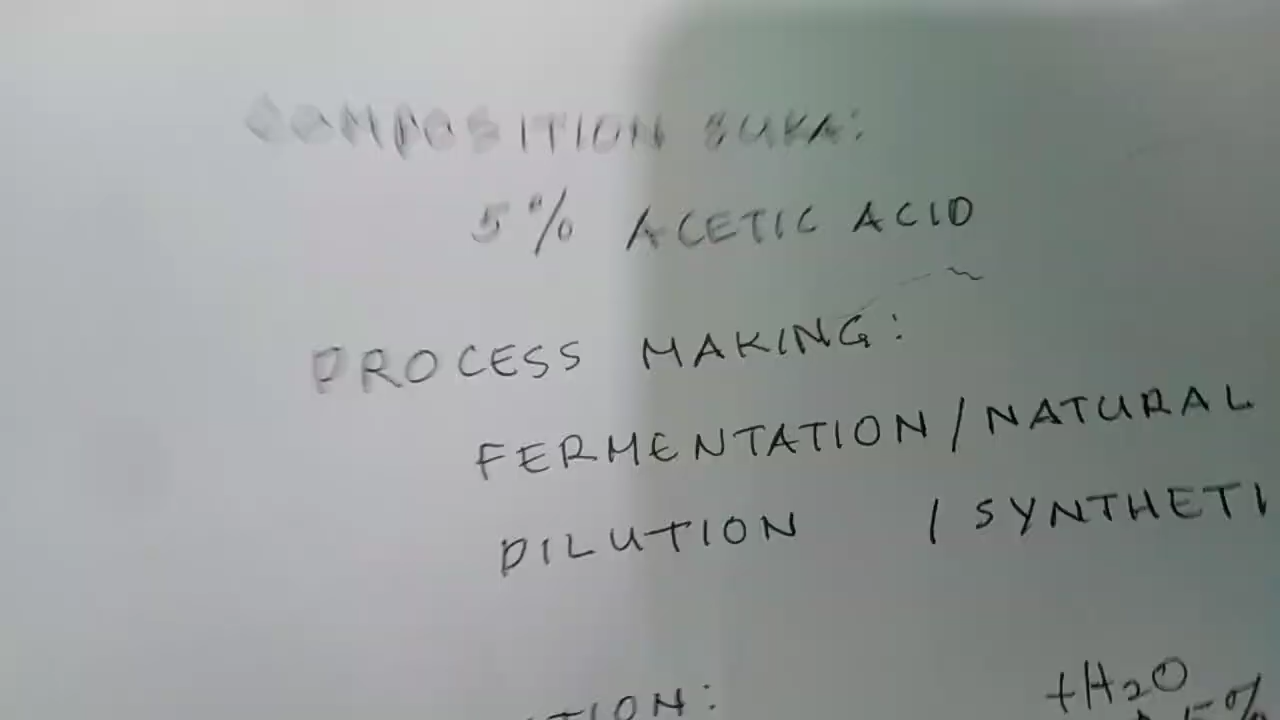 COMPOSITION SUKA:
5% ACETIC ACID
PROCESS MAKING:
FERMENTATION / NATURAL
DILUTION / SYNTHETI
+H2O